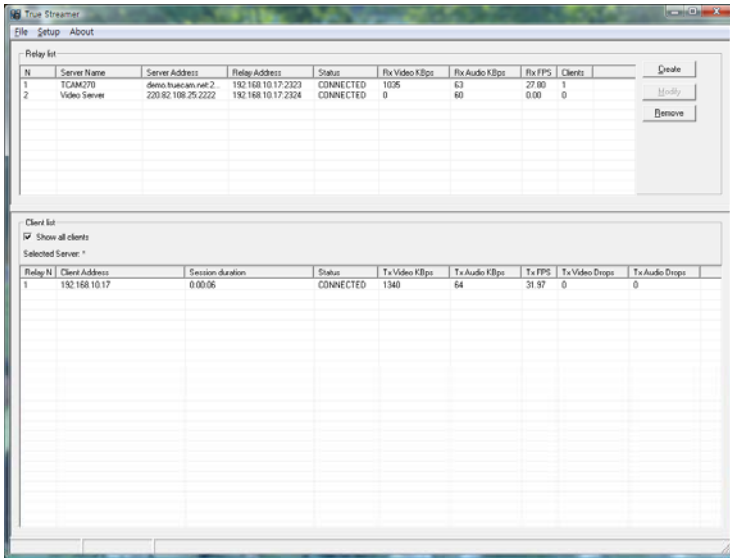 True Streamer
File Setup About
Relay list
N Server Name Server Address Relay Address Status Rx Video KBps Rx Audio KBps Rx FPS Clients
1 TCAM270 demo.truecam.net:2... 192.168.10.17:2323 CONNECTED 1035 63 27.80 1
2 Video Server 220.82.108.25:2222 192.168.10.17:2324 CONNECTED 0 60 0.00 0
Create
Modify
Remove
Client list
Show all clients
Selected Server: *
Relay N Client Address Session duration Status Tx Video KBps Tx Audio KBps Tx FPS Tx Video Drops Tx Audio Drops
1 192.168.10.17 0:00:06 CONNECTED 1340 64 31.97 0 0